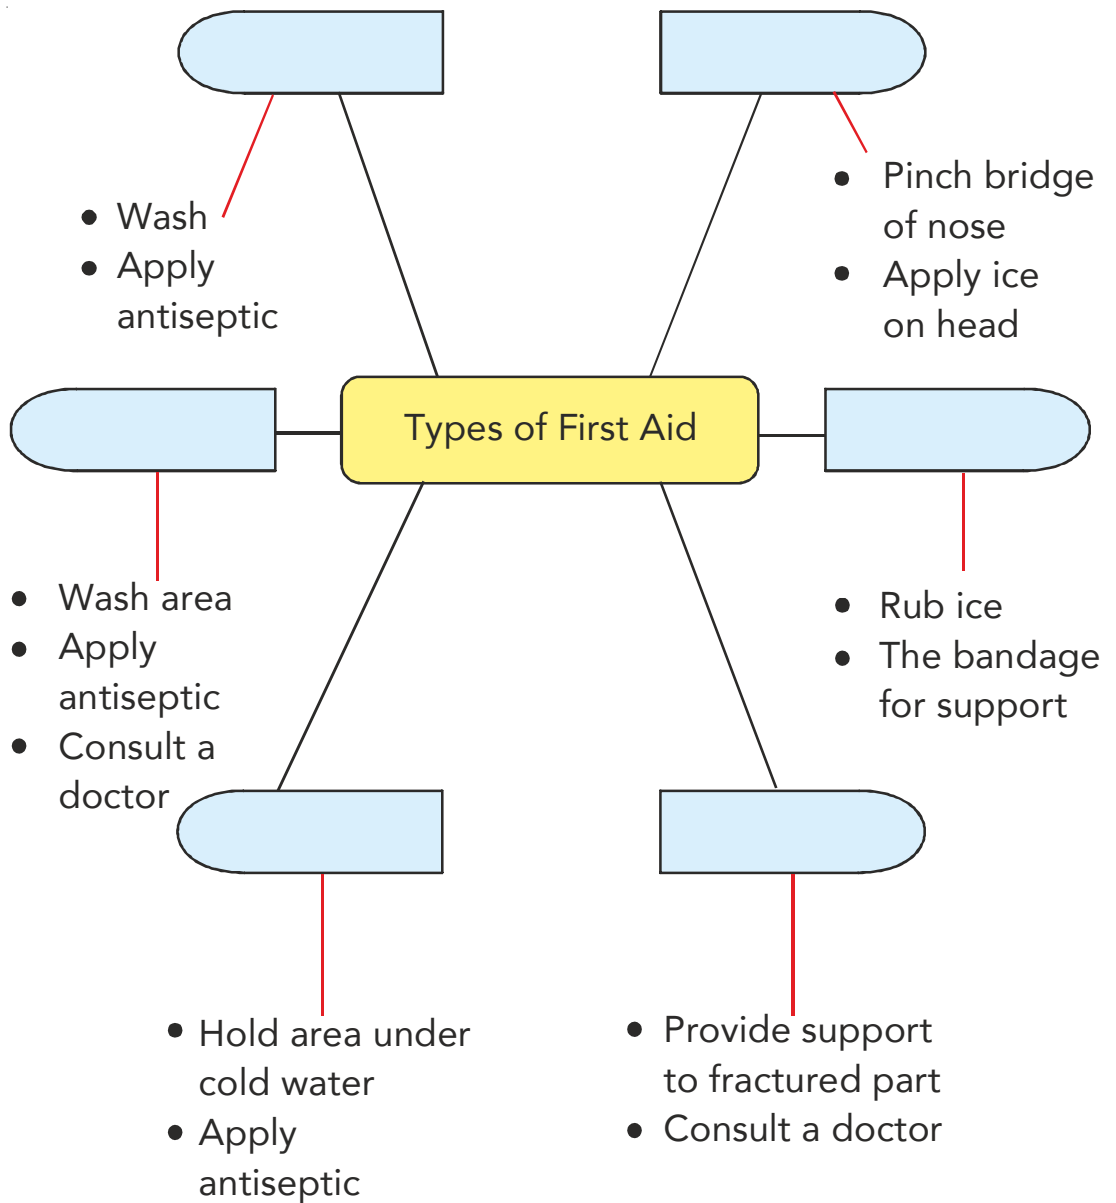 • Wash
• Apply
antiseptic
• Pinch bridge
of nose
• Apply ice
on head
Types of First Aid
• Wash area
• Apply
antiseptic
• Consult a
doctor
• Rub ice
• The bandage
for support
• Hold area under
cold water
• Apply
antiseptic
• Provide support
to fractured part
• Consult a doctor